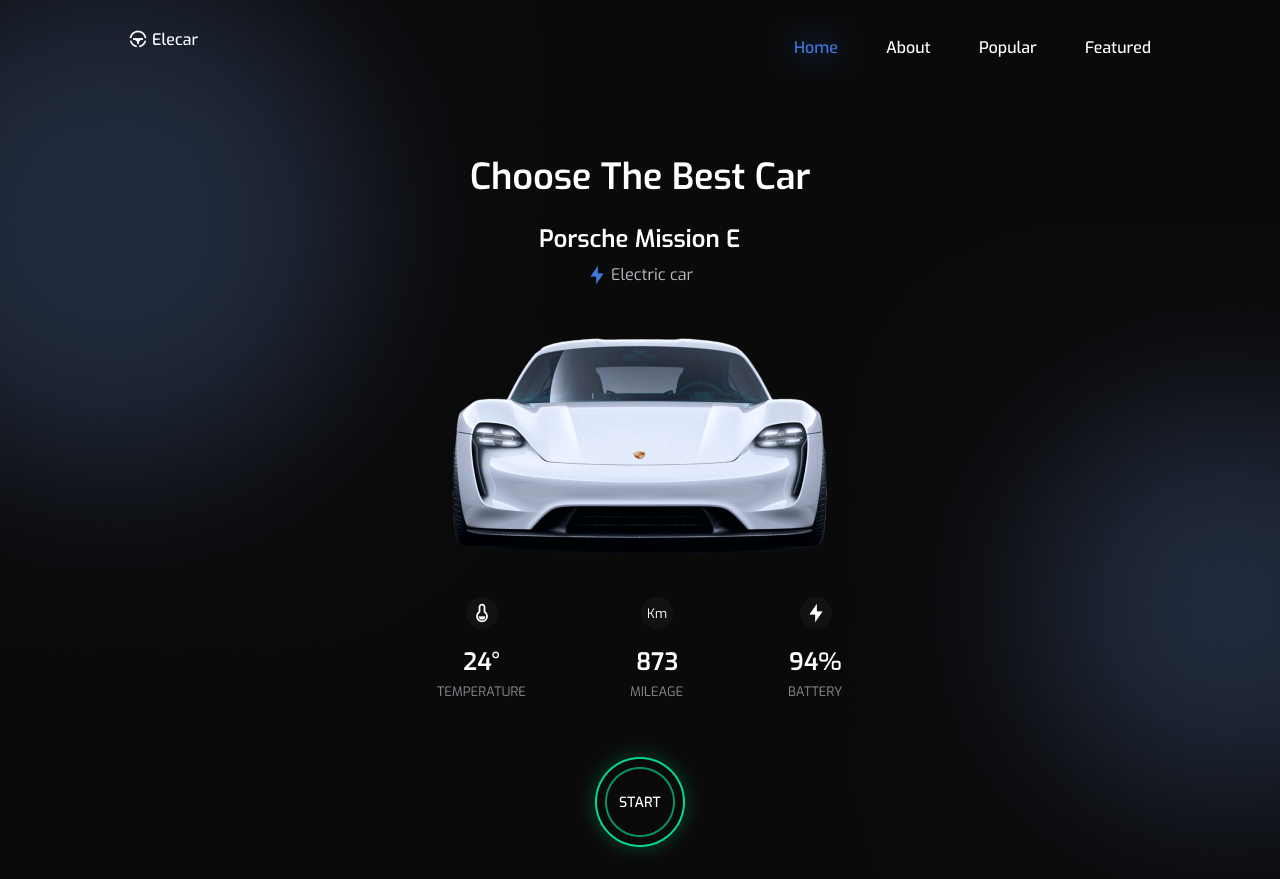 Elecar
Home About Popular Featured
Choose The Best Car
Porsche Mission E
Electric car
Km
24° 873 94%
TEMPERATURE MILEAGE BATTERY
START